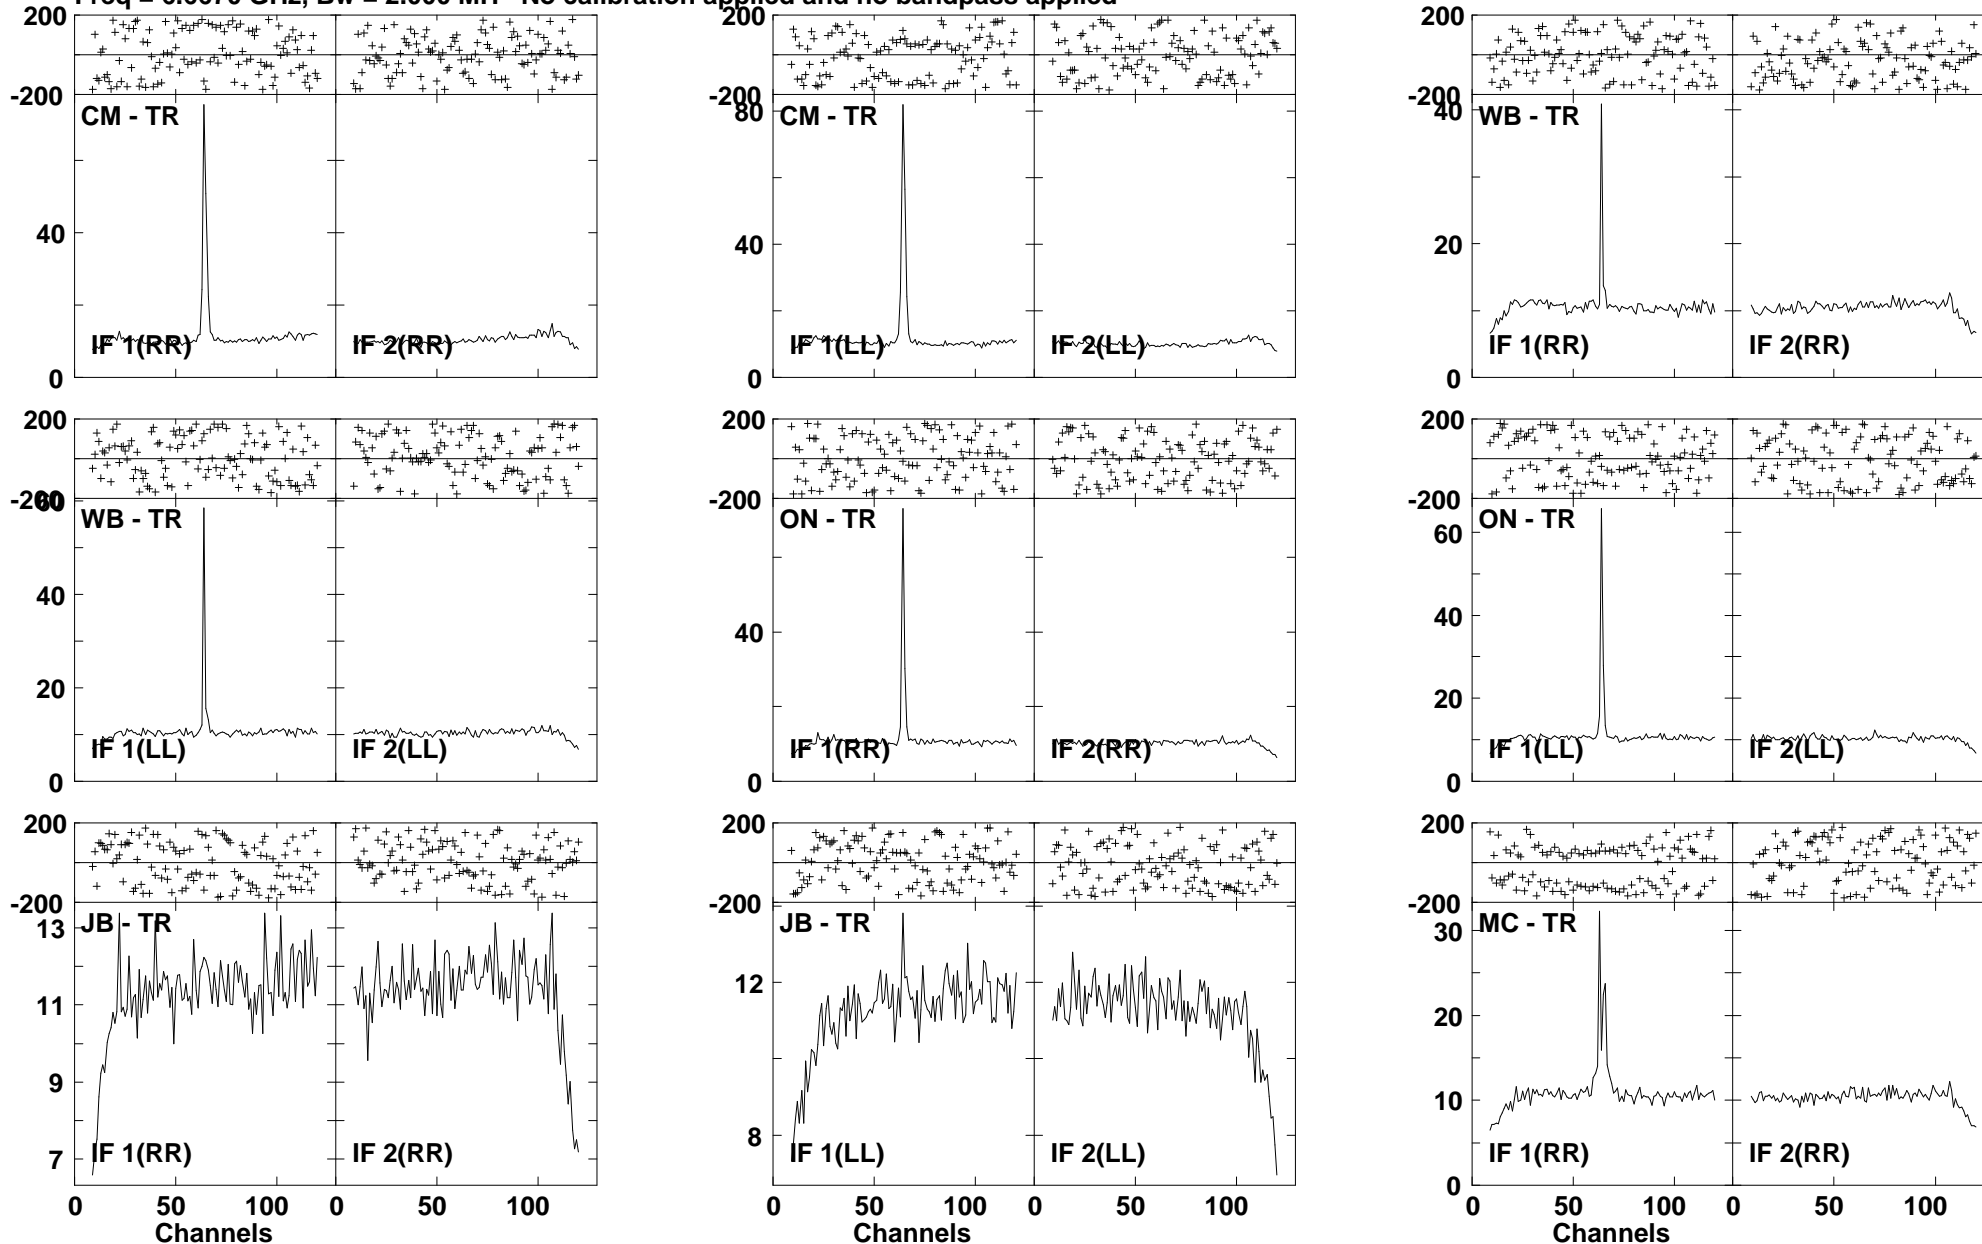 Freq = GHz, Bw = 2.000 MH No calibration applied and no bandpass applied
200 200 200
-200 -200 -200
80 40
CM - TR CM - TR WB - TR
40 40 20
IF 1(RR) IF 2(RR) IF 1(LL) IF 2(LL) IF 1(RR) IF 2(RR)
0 0 0
200 200 200
-200 -200 -200
60
WB - TR ON - TR ON - TR
60
40 40 40
20 20
IF 1(LL) IF 2(LL) IF 1(RR) IF 2(RR) IF 1(LL) IF 2(LL)
0 0 0
200 200 200
-200 -200 -200
JB - TR JB - TR MC - TR
13 30
12
11 20
9 10
8
7
IF 1(RR) IF 2(RR) IF 1(LL) IF 2(LL) IF 1(RR) IF 2(RR)
0
0 50 100 0 50 100 0 50 100 0 50 100 0 50 100 0 50 100
Channels Channels Channels